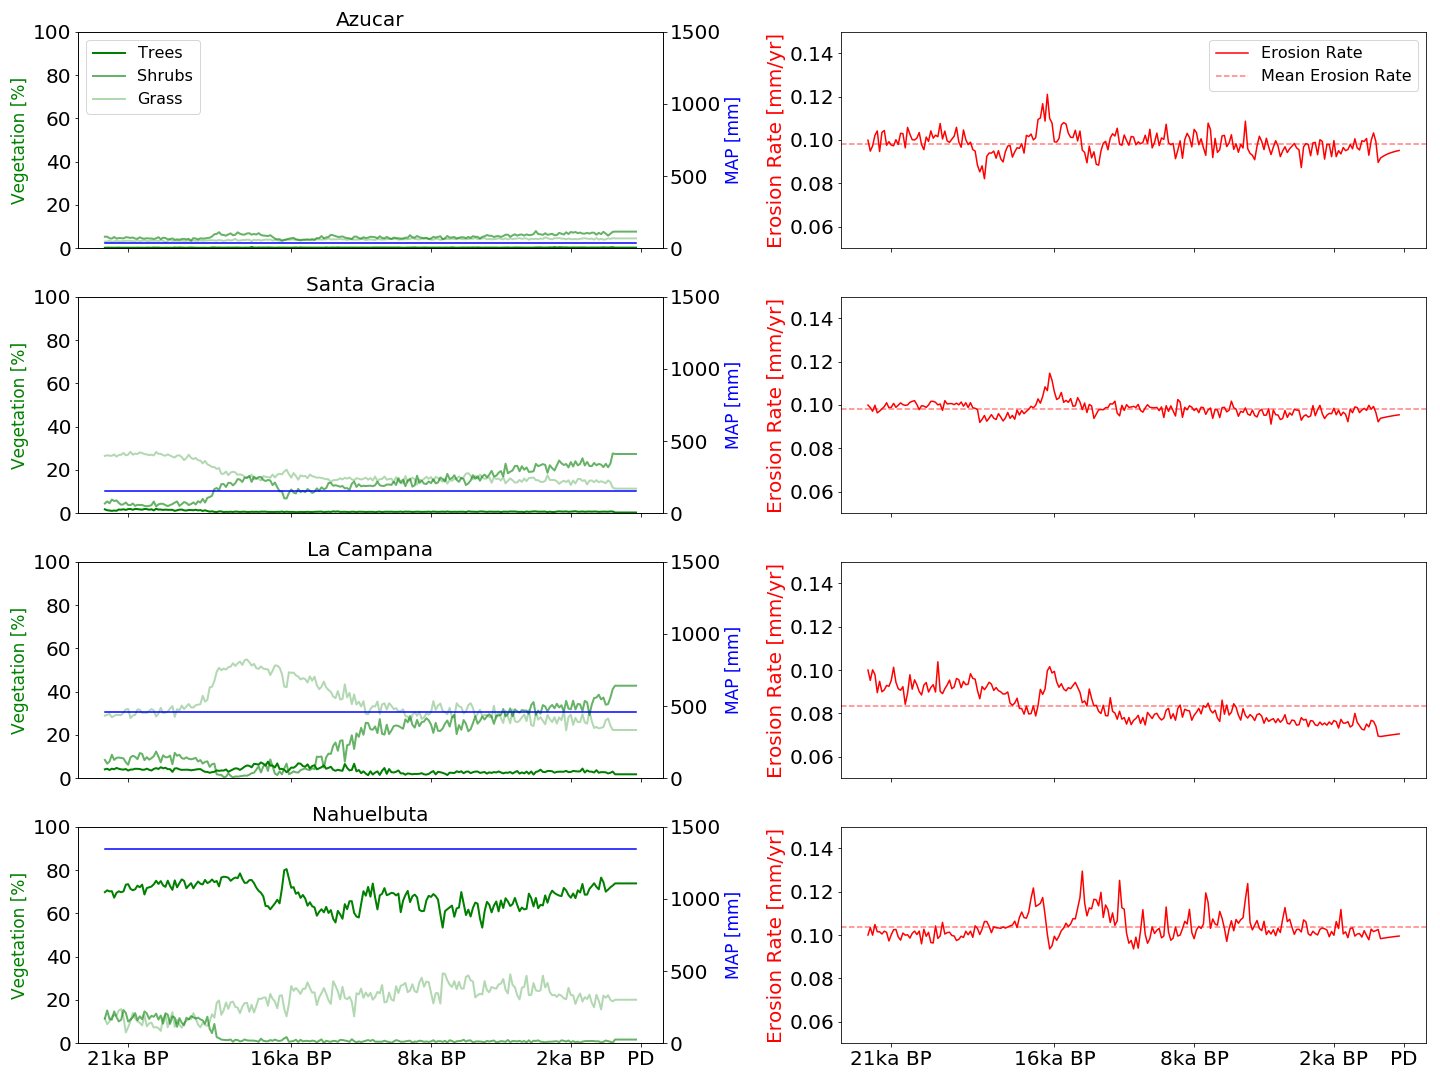 Azucar
100
80
60
40
20
0
Vegetation [%]
Trees
Shrubs
Grass
1500
1000
500
0
MAP [mm]
0.14
0.12
0.10
0.08
0.06
Erosion Rate [mm/yr]
Erosion Rate
Mean Erosion Rate
Santa Gracia
100
80
60
40
20
0
Vegetation [%]
1500
1000
500
0
MAP [mm]
0.14
0.12
0.10
0.08
0.06
Erosion Rate [mm/yr]
La Campana
100
80
60
40
20
0
Vegetation [%]
1500
1000
500
0
MAP [mm]
0.14
0.12
0.10
0.08
0.06
Erosion Rate [mm/yr]
Nahuelbuta
100
80
60
40
20
0
Vegetation [%]
1500
1000
500
0
MAP [mm]
0.14
0.12
0.10
0.08
0.06
Erosion Rate [mm/yr]
21ka BP 16ka BP 8ka BP 2ka BP PD
21ka BP 16ka BP 8ka BP 2ka BP PD